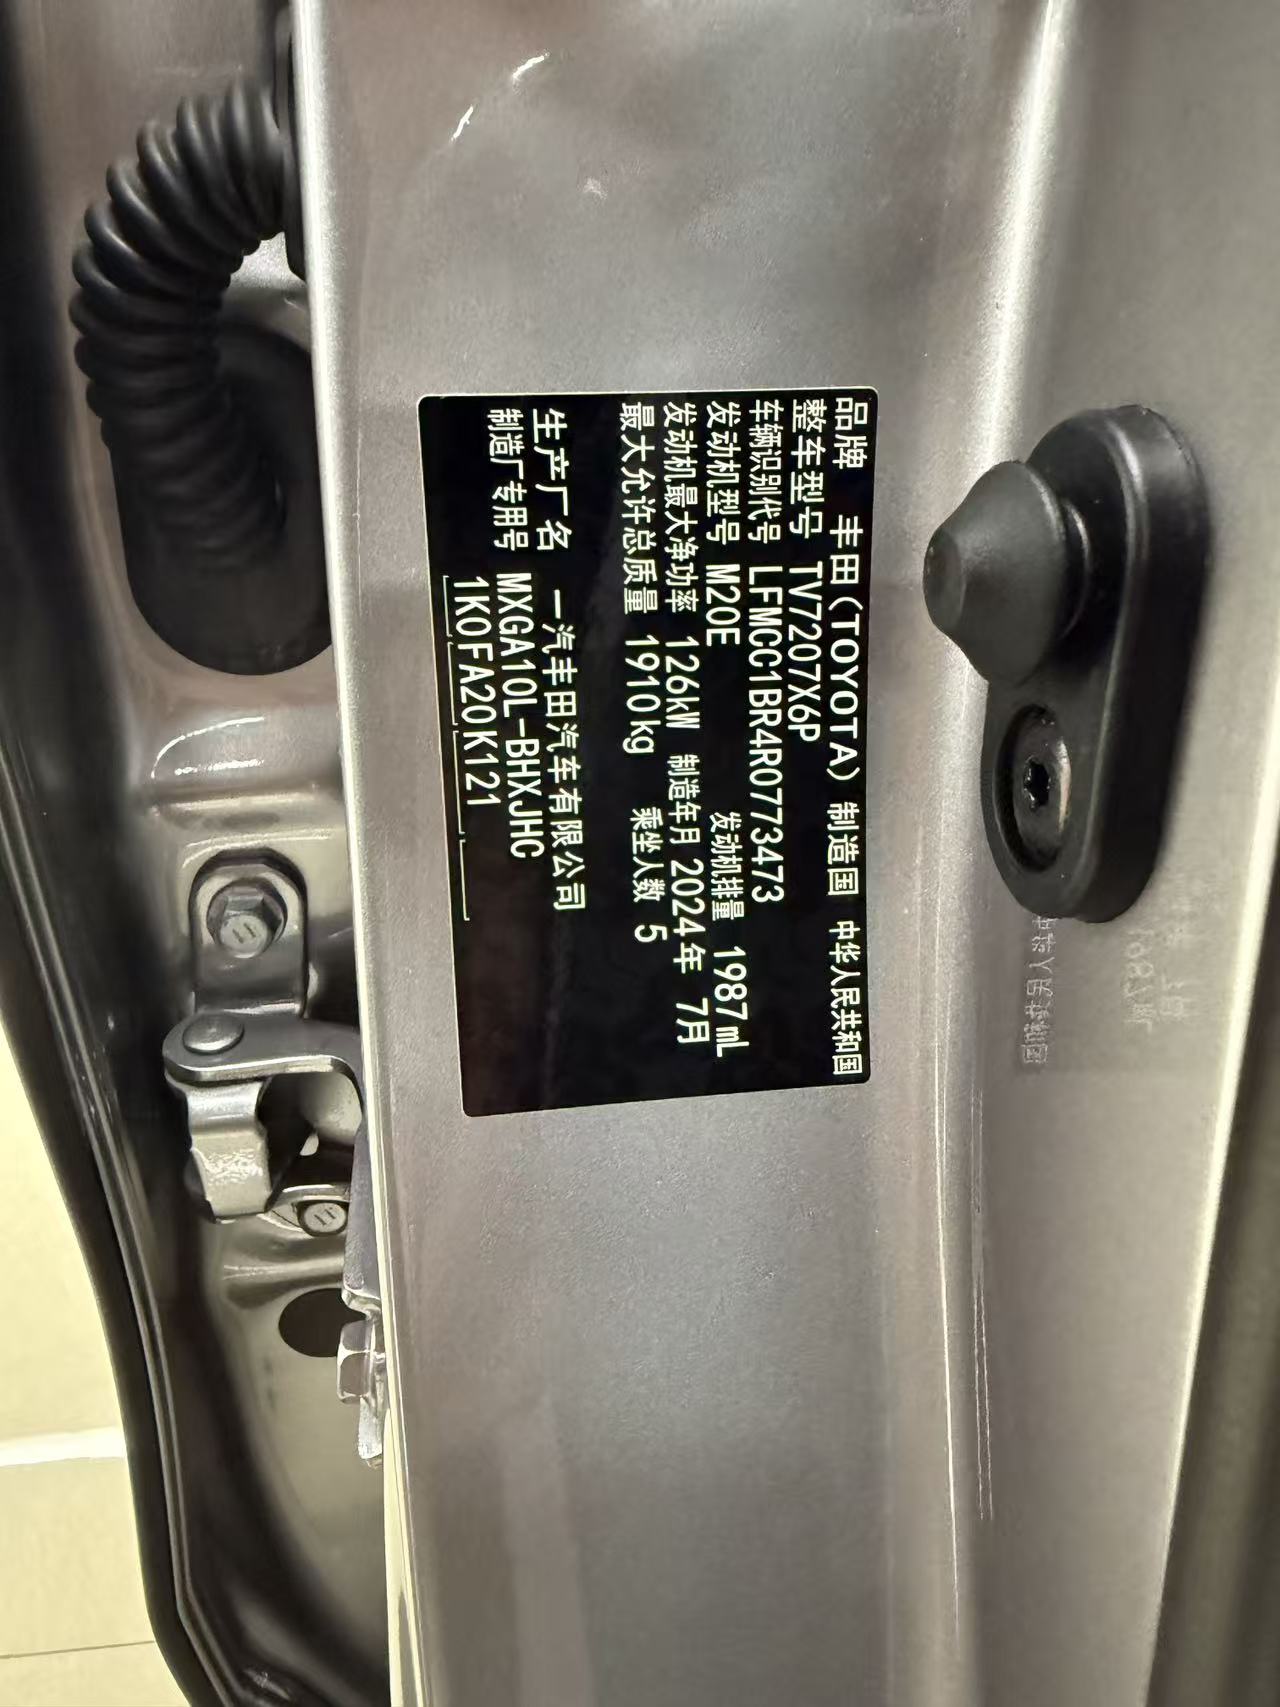 品牌 丰田(TOYOTA) 制造国 中华人民共和国
整车型号 TV7207X6P
车辆识别代号 LFMCC1BR4R0773473
发动机型号 M20E 发动机排量 1987mL
发动机最大净功率 126kW 制造年月 2024年 7月
最大允许总质量 1910kg 乘坐人数 5
生产厂名 一汽丰田汽车有限公司
制造厂专用号 MXGA10L-BHXJHC
1K0FA20K121